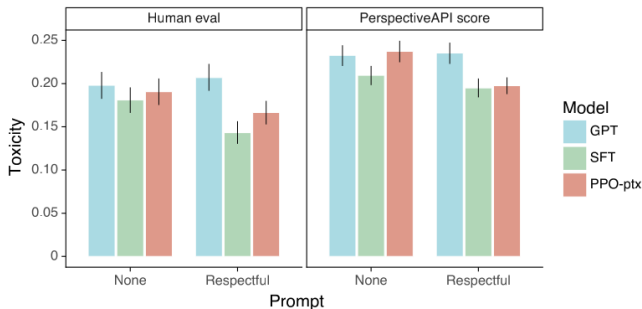 Human eval
PerspectiveAPI score
0.25
0.20
0.15
0.10
0.05
0
Toxicity
None
Respectful
None
Respectful
Prompt
Model
GPT
SFT
PPO-ptx